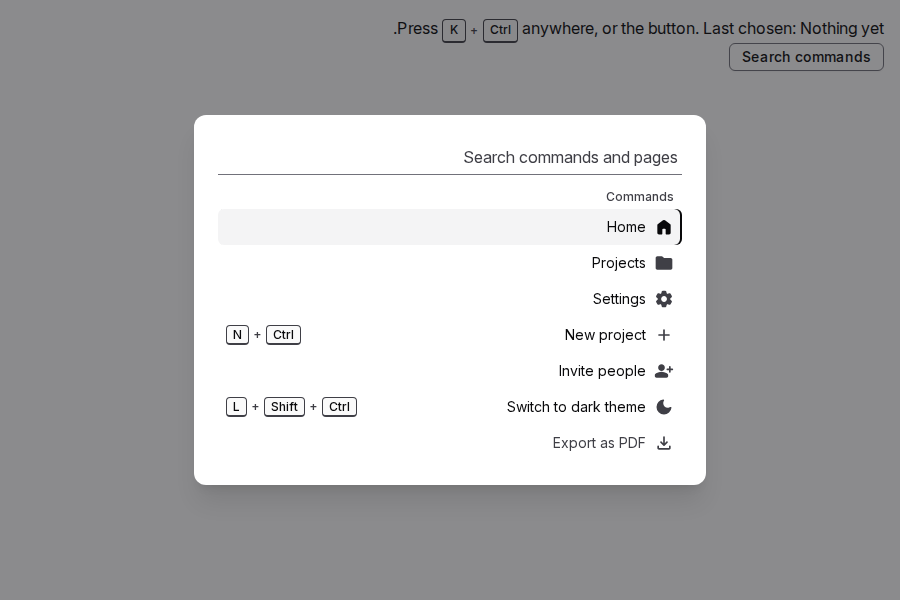 Press Ctrl + K anywhere, or the button. Last chosen: Nothing yet.
Search commands
Search commands and pages
Commands
Home
Projects
Settings
New project Ctrl + N
Invite people
Switch to dark theme Ctrl + Shift + L
Export as PDF